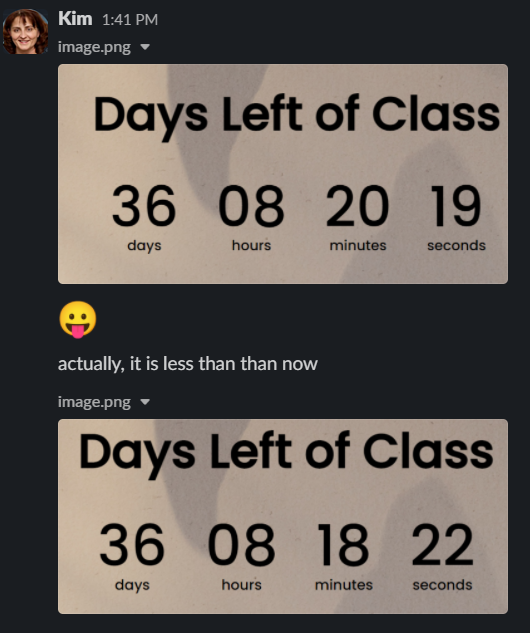 Kim 1:41 PM
image.png
Days Left of Class
36 08 20 19
days hours minutes seconds
actually, it is less than than now
image.png
Days Left of Class
36 08 18 22
days hours minutes seconds